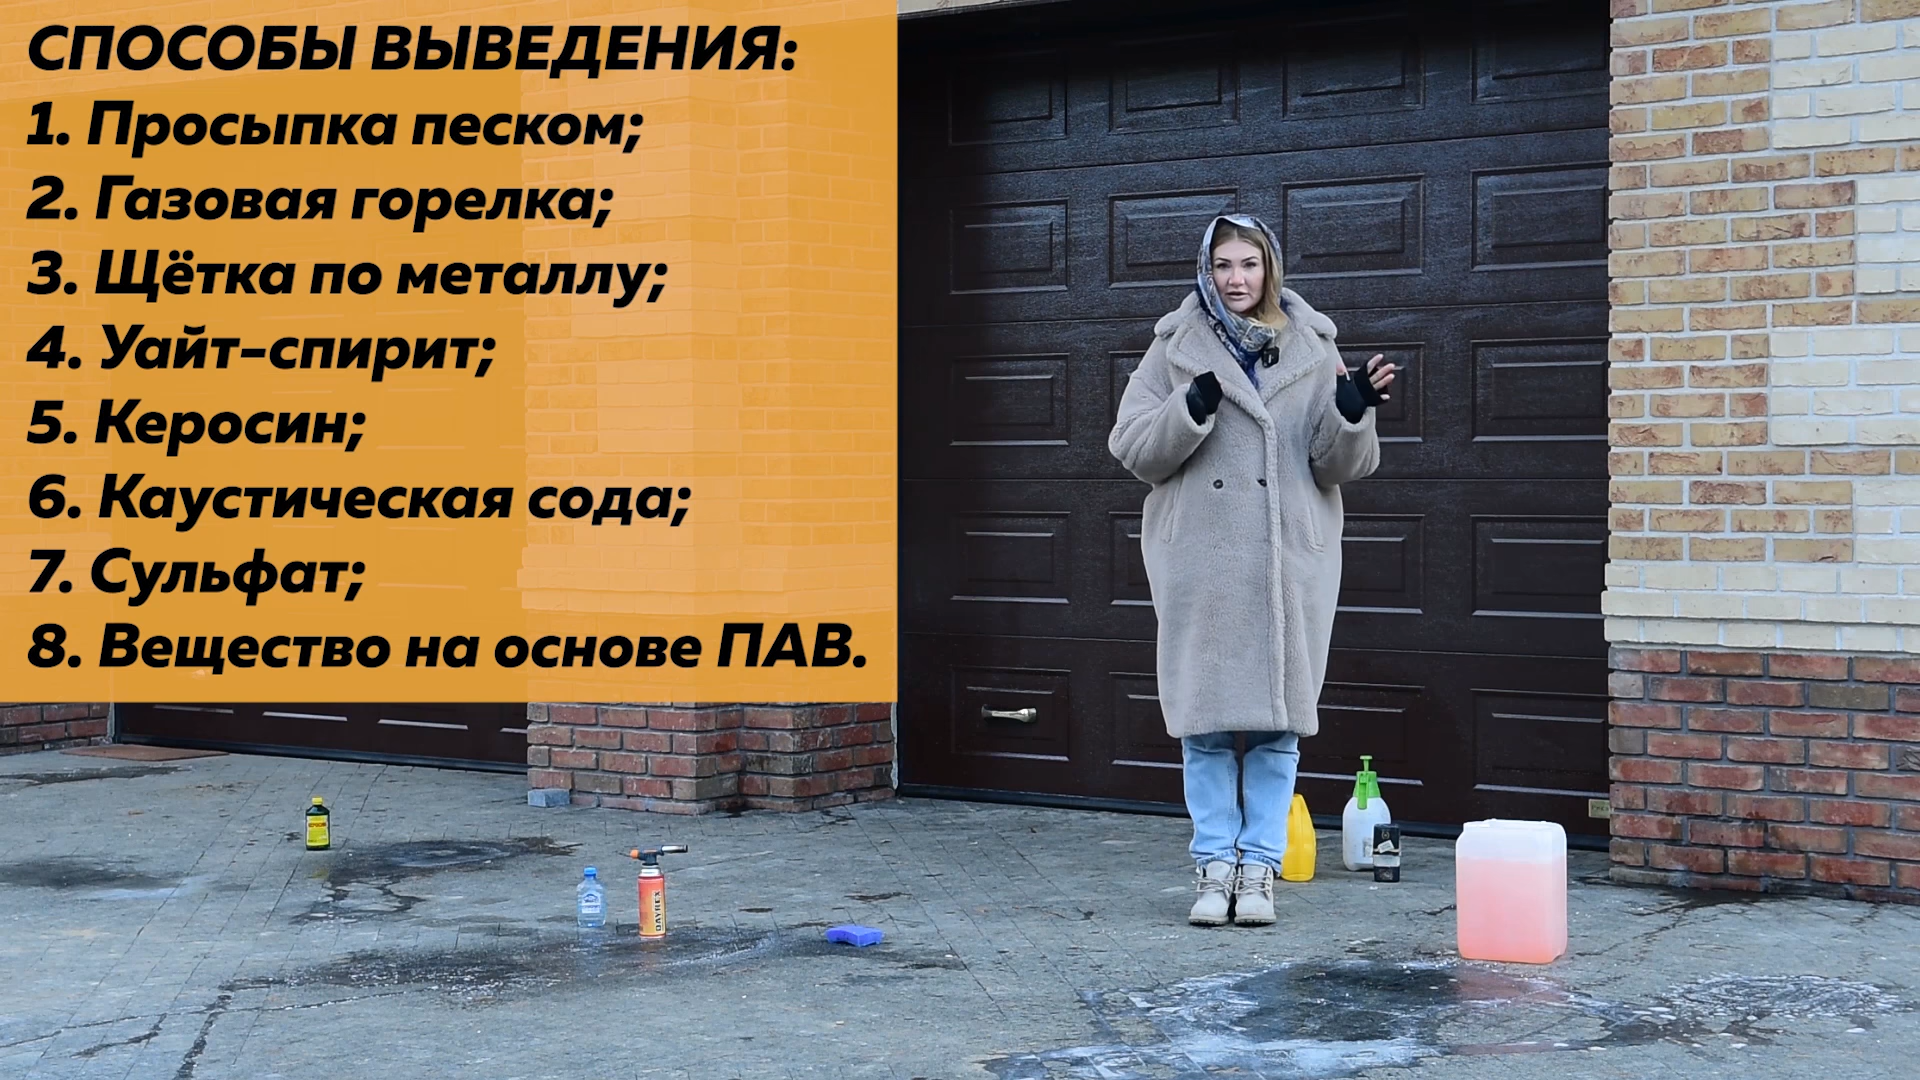 СПОСОБЫ ВЫВЕДЕНИЯ:
1. Просыпка песком;
2. Газовая горелка;
3. Щётка по металлу;
4. Уайт-спирит;
5. Керосин;
6. Каустическая сода;
7. Сульфат;
8. Вещество на основе ПАВ.
DAYREX